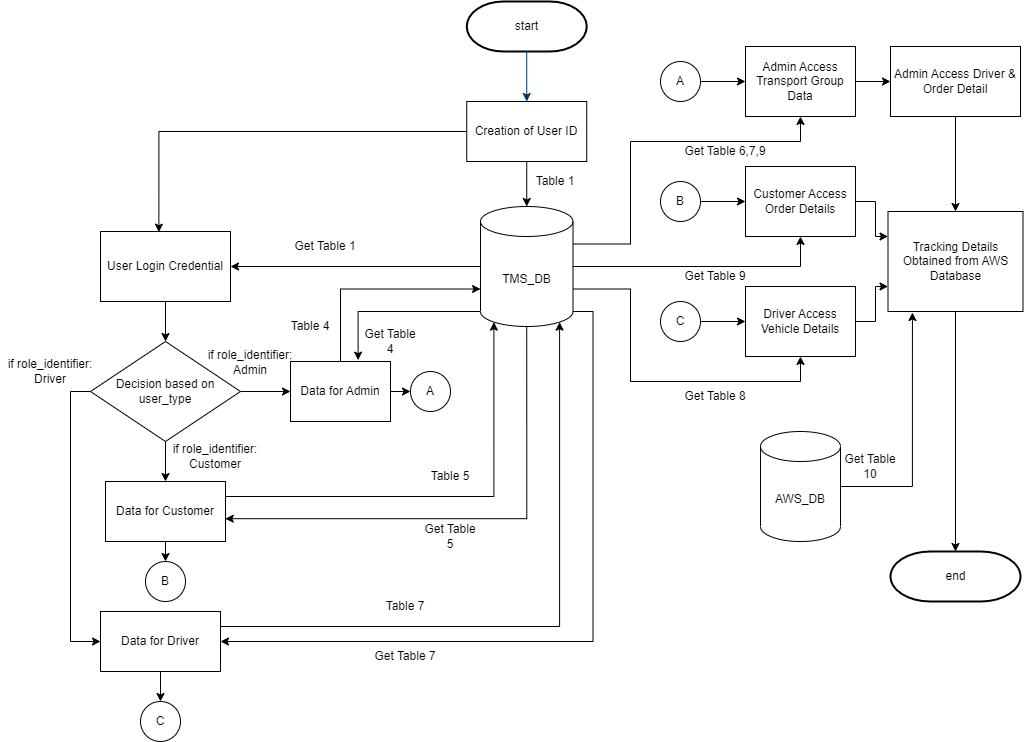 start
Creation of User ID
Table 1
A
Admin Access
Transport Group
Data
Admin Access Driver &
Order Detail
Get Table 6,7,9
B
Customer Access
Order Details
Get Table 9
C
Driver Access
Vehicle Details
Get Table 8
Tracking Details
Obtained from AWS
Database
Get Table 1
User Login Credential
TMS_DB
Table 4
Get Table
4
if role_identifier:
Driver
if role_identifier:
Admin
Decision based on
user_type
Data for Admin
A
if role_identifier:
Customer
Table 5
Data for Customer
Get Table
5
B
Get Table
10
AWS_DB
end
Table 7
Data for Driver
Get Table 7
C